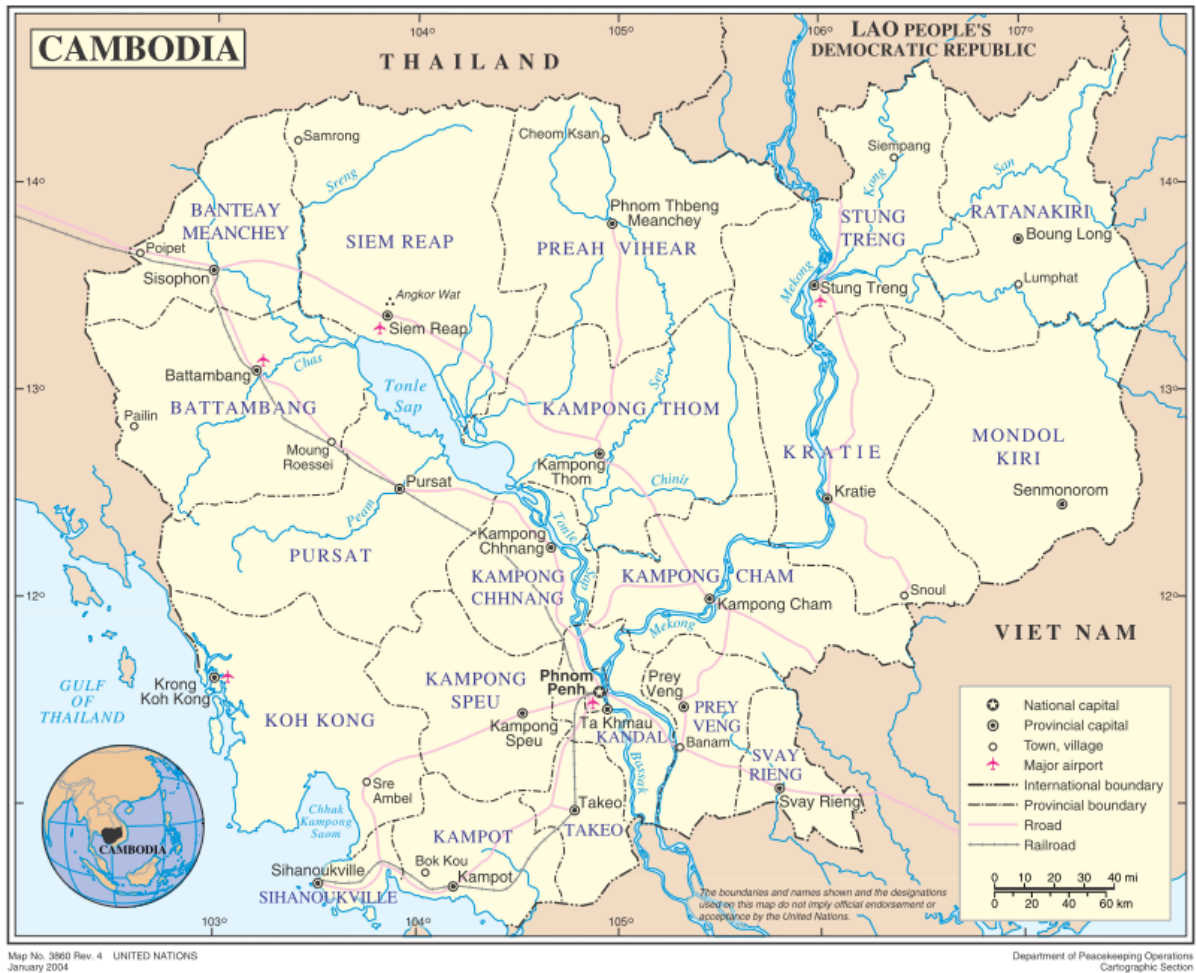 CAMBODIA
104°
105°
106°
107°
LAO PEOPLE'S
DEMOCRATIC REPUBLIC
THAILAND
Samrong
Cheom Ksan
Siempang
Sreng
San
Kong
14°
14°
BANTEAY
MEANCHEY
SIEM REAP
Phnom Thbeng
Meanchey
PREAH VIHEAR
STUNG
TRENG
RATANAKIRI
Boung Long
Poipet
Sisophon
Mekong
Stung Treng
Lumphat
Angkor Wat
Siem Reap
Chas
Battambang
Tonle
Sap
Sen
13°
13°
BATTAMBANG
KAMPONG THOM
Pailin
MONDOL
KIRI
Moung
Roessei
KRATIE
Kampong
Thom
Chinit
Pursat
Kratie
Senmonorom
Peam
Kampong
Chhnang
Tonle
Sap
PURSAT
KAMPONG
CHHNANG
KAMPONG CHAM
Snoul
12°
12°
Kampong Cham
Mekong
VIET NAM
GULF
OF
THAILAND
Krong
Koh Kong
KOH KONG
KAMPONG
SPEU
Phnom
Penh
Prey
Veng
Kampong
Speu
Ta Khmau
KANDAL
PREY
VENG
Banam
Bassak
SVAY
RIENG
Svay Rieng
Sre
Ambel
Chhak
Kampong
Saom
Takeo
TAKEO
KAMPOT
Bok Kou
Kampot
Sihanoukville
SIHANOUKVILLE
CAMBODIA
National capital
Provincial capital
Town, village
Major airport
International boundary
Provincial boundary
Rroad
Railroad
0 10 20 30 40 mi
0 20 40 60 km
The boundaries and names shown and the designations
used on this map do not imply official endorsement or
acceptance by the United Nations.
103°
104°
105°
Map No. 3860 Rev. 4 UNITED NATIONS
January 2004
Department of Peacekeeping Operations
Cartographic Section